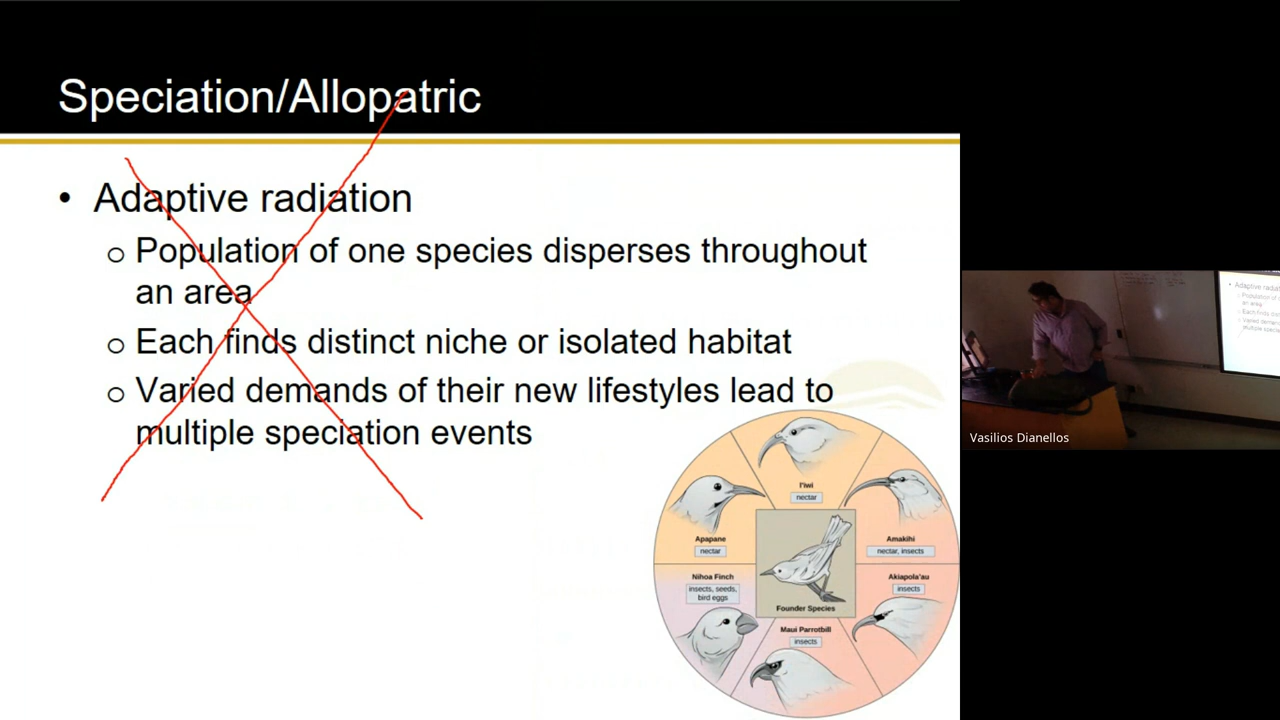 Speciation/Allopatric
• Adaptive radiation
o Population of one species disperses throughout
an area
o Each finds distinct niche or isolated habitat
o Varied demands of their new lifestyles lead to
multiple speciation events
I'iwi
nectar
Apapane
nectar
Amakihi
nectar, insects
Nihoa Finch
insects, seeds,
bird eggs
Akiapola'au
insects
Founder Species
Maui Parrotbill
insects
Adaptive radiat
Vasilios Dianellos